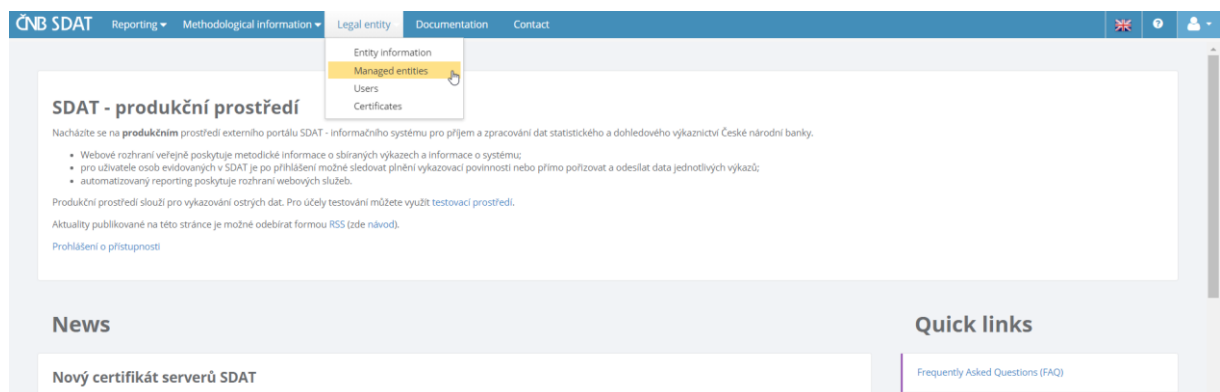 ČNB SDAT Reporting Methodological information Legal entity Documentation Contact
Entity information
Managed entities
Users
Certificates
SDAT - produkční prostředí
Nacházíte se na produkčním prostředí externího portálu SDAT - informačního systému pro příjem a zpracování dat statistického a dohledového výkaznictví České národní banky.
Webové rozhraní veřejně poskytuje metodické informace o sbíraných výkazech a informace o systému;
pro uživatele osob evidovaných v SDAT je po přihlášení možné sledovat plnění vykazovací povinnosti nebo přímo pořizovat a odesílat data jednotlivých výkazů;
automatizovaný reporting poskytuje rozhraní webových služeb.
Produkční prostředí slouží pro vykazování ostrých dat. Pro účely testování můžete využít testovací prostředí.
Aktuality publikované na této stránce je možné odebírat formou RSS (zde návod).
Prohlášení o přístupnosti
News
Quick links
Nový certifikát serverů SDAT
Frequently Asked Questions (FAQ)